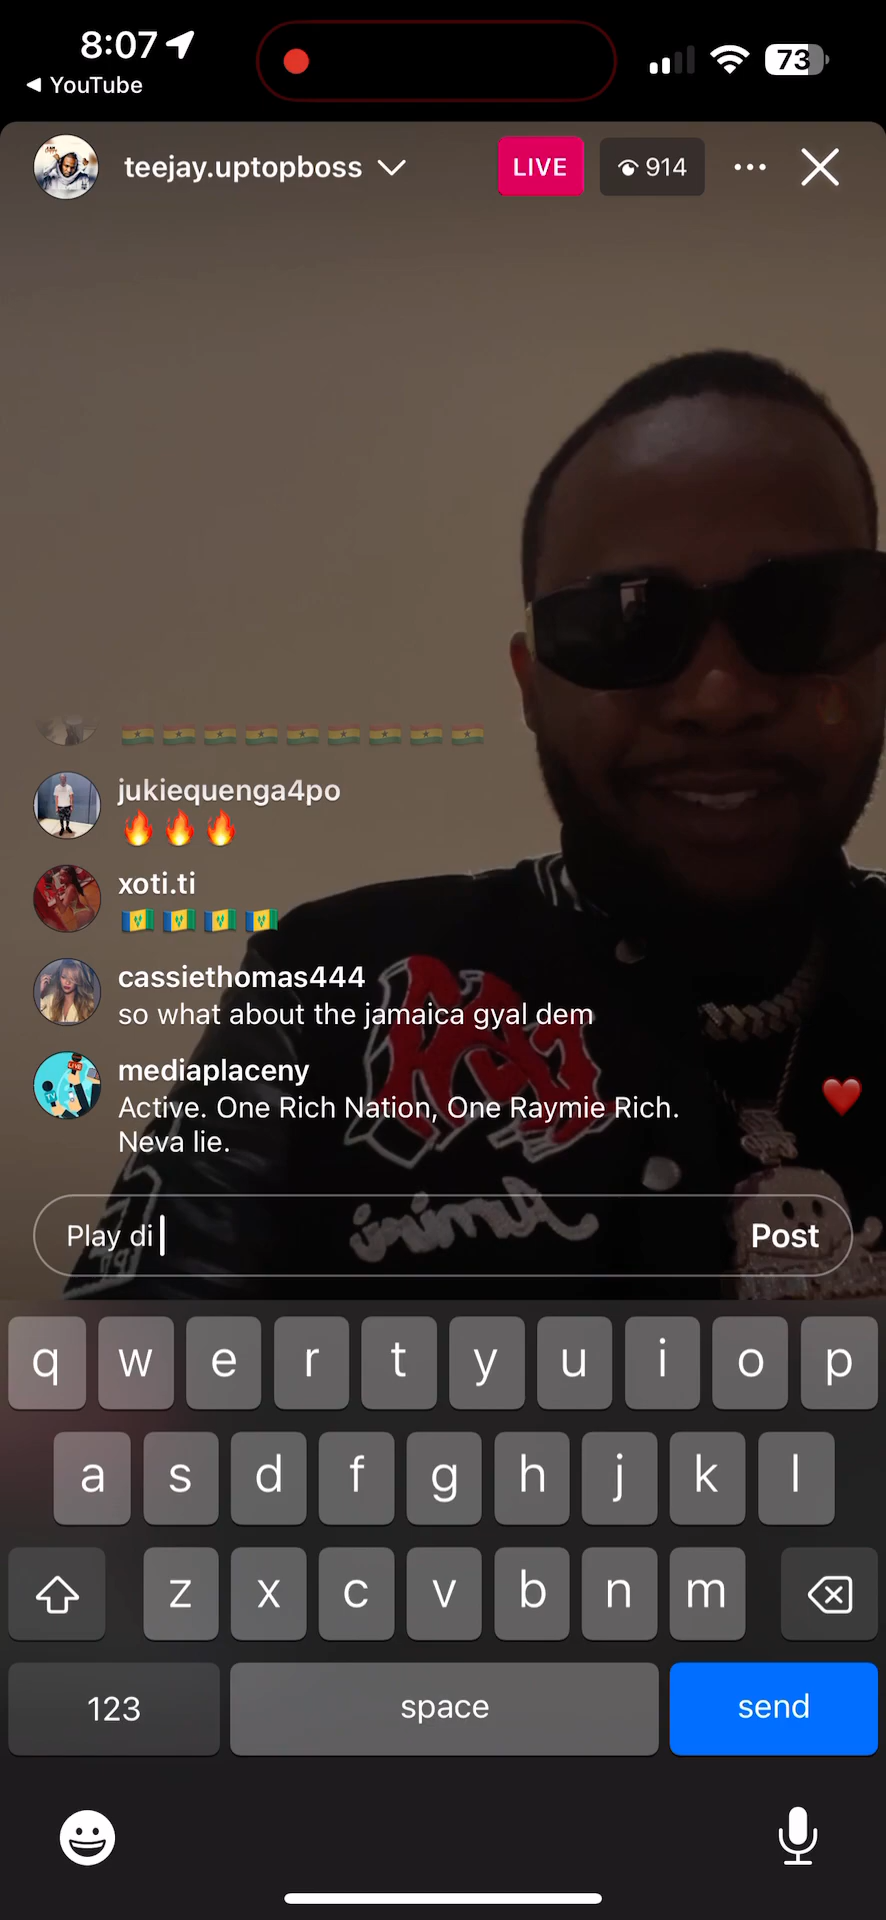 8:07
◀ YouTube
teejay.uptopboss
LIVE
914
jukiequenga4po
🔥🔥🔥
xoti.ti
🇻🇨🇻🇨🇻🇨🇻🇨
cassiethomas444
so what about the jamaica gyal dem
mediaplaceny
Active. One Rich Nation, One Raymie Rich.
Neva lie.
Play di
Post
Amiri
q w e r t y u i o p
a s d f g h j k l
z x c v b n m
123
space
send
73